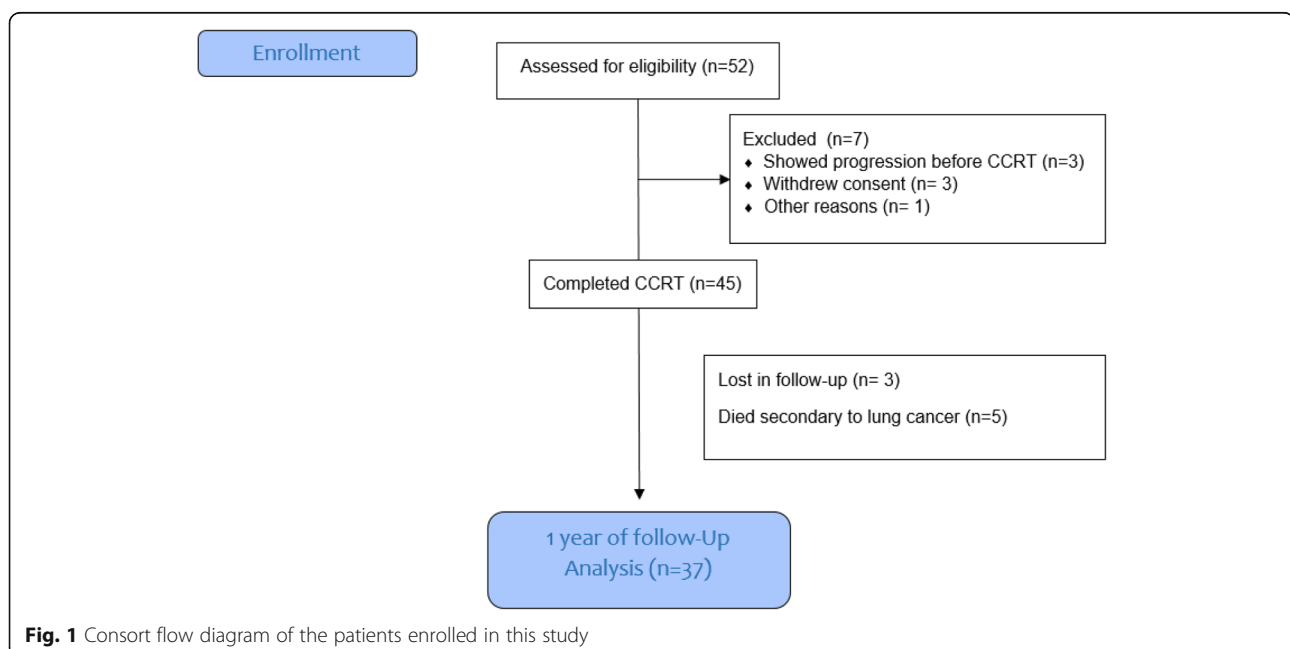 Enrollment
Assessed for eligibility (n=52)
Excluded (n=7)
♦ Showed progression before CCRT (n=3)
♦ Withdrew consent (n= 3)
♦ Other reasons (n= 1)
Completed CCRT (n=45)
Lost in follow-up (n= 3)
Died secondary to lung cancer (n=5)
1 year of follow-Up
Analysis (n=37)
Fig. 1 Consort flow diagram of the patients enrolled in this study